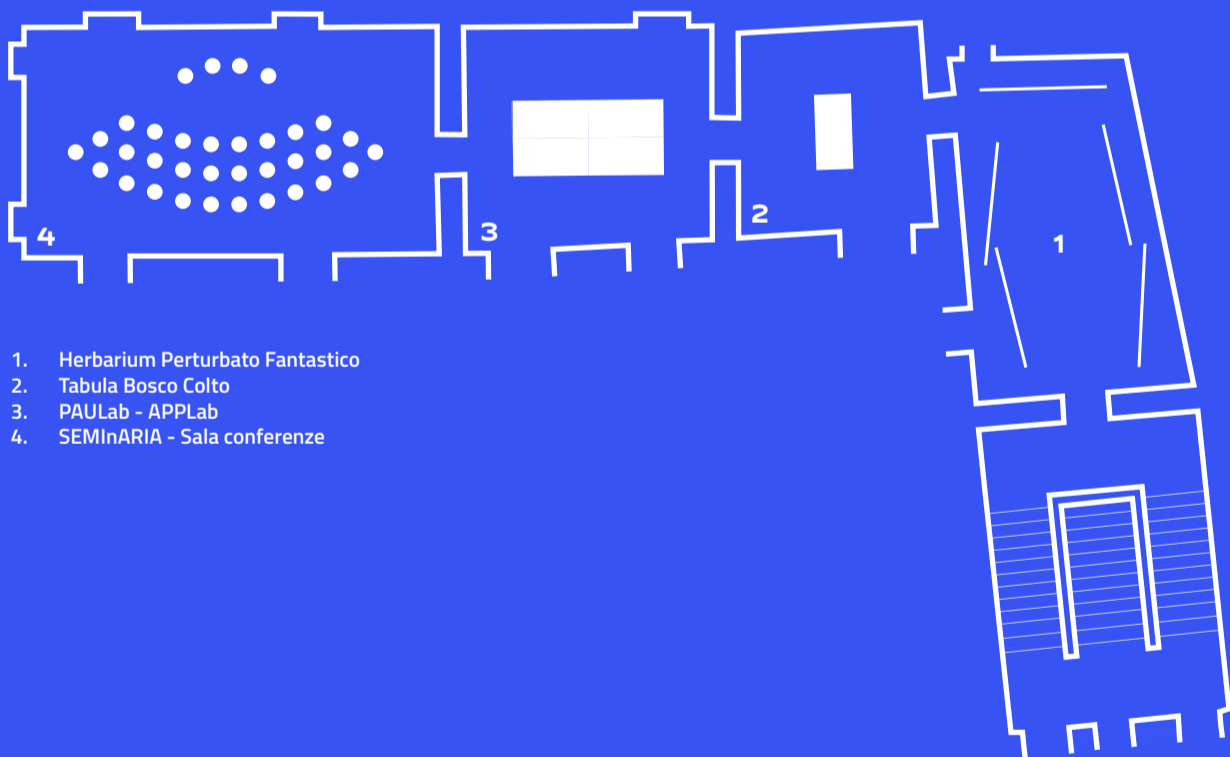 4
3
2
1
1. Herbarium Perturbato Fantastico
2. Tabula Bosco Colto
3. PAULab - APPLab
4. SEMInARIA - Sala conferenze